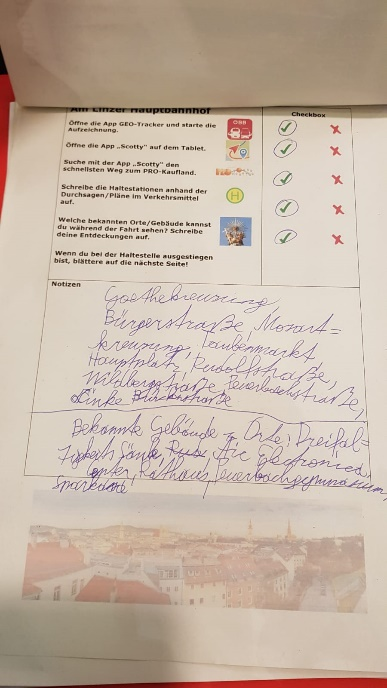 Am Linzer Hauptbahnhof
Checkbox
Öffne die App GEO-Tracker und starte die
Aufzeichnung.
ÖBB
Öffne die App „Scotty" auf dem Tablet.
Suche mit der App „Scotty" den
schnellsten Weg zum PRO-Kaufland.
Schreibe die Haltestationen anhand der
Durchsagen/Pläne im Verkehrsmittel
auf.
H
Welche bekannten Orte/Gebäude kannst
du während der Fahrt sehen? Schreibe
deine Entdeckungen auf.
Wenn du bei der Haltestelle ausgestiegen
bist, blättere auf die nächste Seite!
Notizen
Goethekreuzung
Bürgerstraße, Mozart=
kreuzung, Taubenmarkt
Hauptplatz, Rudolfstraße,
Wildbergstraße, Peuerbachstraße,
Linke Brückenstraße
Bekannte Gebäude + Orte: Dreifal=
tigkeits Säule, Ars Electronica
center, Rathaus, Peuerbachgymnasium,
Sparkasse